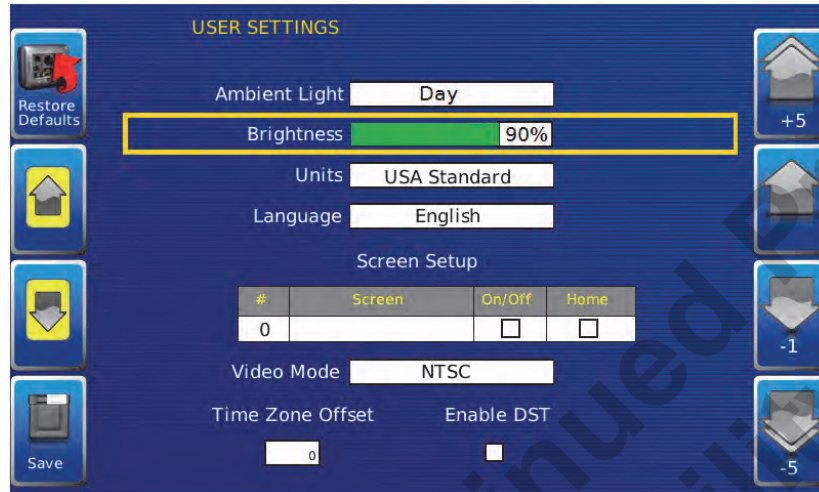 USER SETTINGS
Restore
Defaults
Ambient Light Day
+5
Brightness 90%
Units USA Standard
Language English
Screen Setup
# Screen On/Off Home
0
-1
Video Mode NTSC
Time Zone Offset Enable DST
0
Save
-5